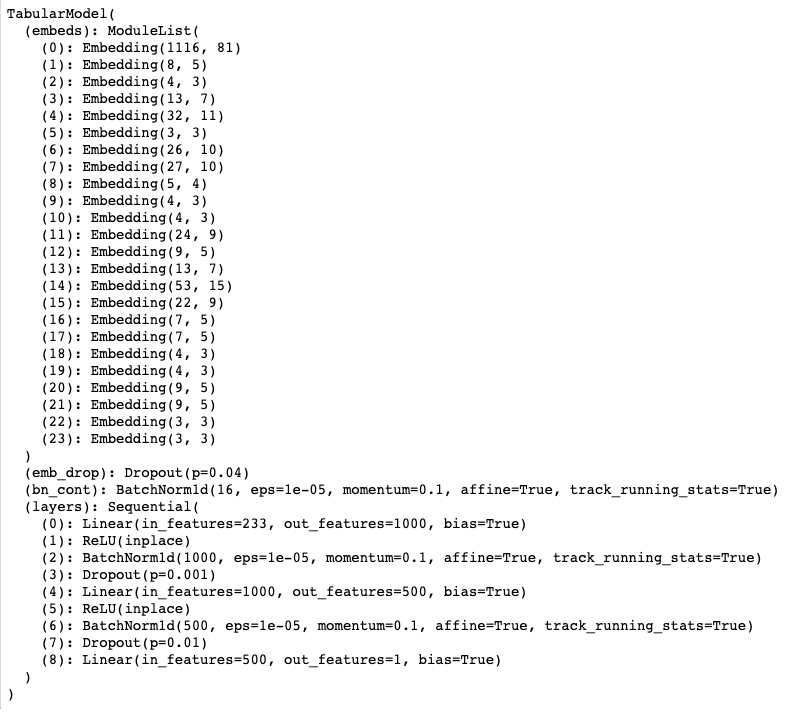 TabularModel(
  (embeds): ModuleList(
    (0): Embedding(1116, 81)
    (1): Embedding(8, 5)
    (2): Embedding(4, 3)
    (3): Embedding(13, 7)
    (4): Embedding(32, 11)
    (5): Embedding(3, 3)
    (6): Embedding(26, 10)
    (7): Embedding(27, 10)
    (8): Embedding(5, 4)
    (9): Embedding(4, 3)
    (10): Embedding(4, 3)
    (11): Embedding(24, 9)
    (12): Embedding(9, 5)
    (13): Embedding(13, 7)
    (14): Embedding(53, 15)
    (15): Embedding(22, 9)
    (16): Embedding(7, 5)
    (17): Embedding(7, 5)
    (18): Embedding(4, 3)
    (19): Embedding(4, 3)
    (20): Embedding(9, 5)
    (21): Embedding(9, 5)
    (22): Embedding(3, 3)
    (23): Embedding(3, 3)
  )
  (emb_drop): Dropout(p=0.04)
  (bn_cont): BatchNorm1d(16, eps=1e-05, momentum=0.1, affine=True, track_running_stats=True)
  (layers): Sequential(
    (0): Linear(in_features=233, out_features=1000, bias=True)
    (1): ReLU(inplace)
    (2): BatchNorm1d(1000, eps=1e-05, momentum=0.1, affine=True, track_running_stats=True)
    (3): Dropout(p=0.001)
    (4): Linear(in_features=1000, out_features=500, bias=True)
    (5): ReLU(inplace)
    (6): BatchNorm1d(500, eps=1e-05, momentum=0.1, affine=True, track_running_stats=True)
    (7): Dropout(p=0.01)
    (8): Linear(in_features=500, out_features=1, bias=True)
  )
)